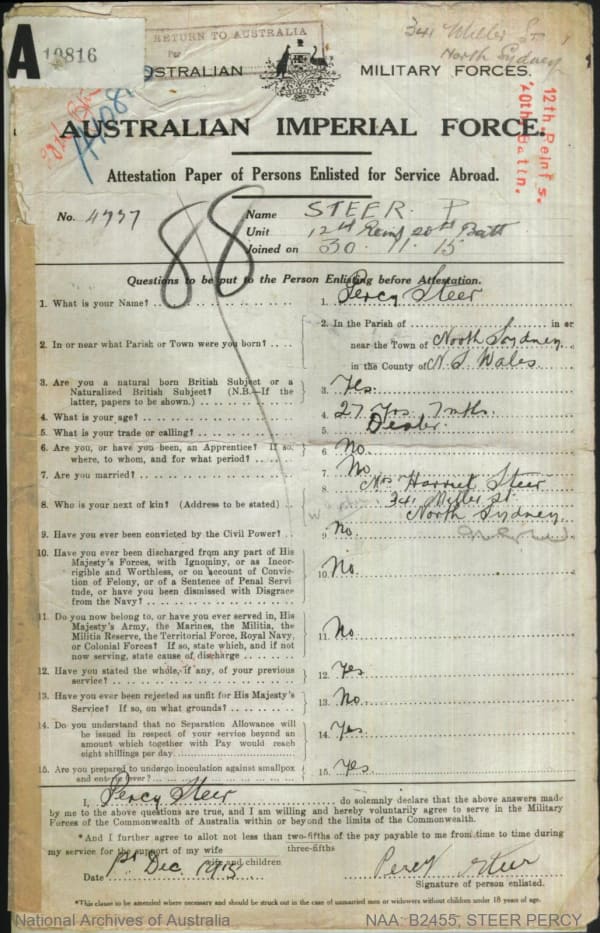 A
19816
RETURN TO AUSTRALIA
341 Miller St
North Sydney
AUSTRALIAN MILITARY FORCES.
AUSTRALIAN IMPERIAL FORCE.
12th Reinf's.
20th Battn.
Attestation Paper of Persons Enlisted for Service Abroad.
88
No. 4937 Name STEER. P
Unit 12th Reinf 20th Batt
Joined on 30. 11. 15
Questions to be put to the Person Enlisting before Attestation.
1. What is your Name? 1. Percy Steer
2. In or near what Parish or Town were you born? 2. In the Parish of in or
near the Town of North Sydney
in the County of N. S. Wales
3. Are you a natural born British Subject or a
Naturalized British Subject? (N.B.—If the
latter, papers to be shown.) 3. Yes
4. What is your age? 4. 27 Yrs. 7 mths.
5. What is your trade or calling? 5. Dealer.
6. Are you, or have you been, an Apprentice? If so,
where, to whom, and for what period? 6. No.
7. Are you married? 7. No
8. Who is your next of kin? (Address to be stated) 8. Mrs Harriet Steer
341 Miller St.
North Sydney
9. Have you ever been convicted by the Civil Power? 9. No
10. Have you ever been discharged from any part of His
Majesty's Forces, with Ignominy, or as Incor-
rigible and Worthless, or on account of Convic-
tion of Felony, or of a Sentence of Penal Servi
tude, or have you been Dismissed with Disgrace
from the Navy? 10. No.
11. Do you now belong to, or have you ever served in, His
Majesty's Army, the Marines, the Militia, the
Militia Reserve, the Territorial Force, Royal Navy,
or Colonial Forces? If so, state which, and if not
now serving, state cause of discharge 11. No
12. Have you stated the whole, if any, of your previous
service? 12. Yes
13. Have you ever been rejected as unfit for His Majesty's
Service? If so, on what grounds? 13. No
14. Do you understand that no Separation Allowance will
be issued in respect of your service beyond an
amount which together with Pay would reach
eight shillings per day 14. Yes
15. Are you prepared to undergo inoculation against smallpox
and enteric fever? 15. Yes
I, Percy Steer do solemnly declare that the above answers made
by me to the above questions are true, and I am willing and hereby voluntarily agree to serve in the Military
Forces of the Commonwealth of Australia within or beyond the limits of the Commonwealth.
*And I further agree to allot not less than two-fifths of the pay payable to me from time to time during
three-fifths
my service for the support of my wife
wife and children
Date 1st Dec 1915 Percy Steer
Signature of person enlisted.
*This clause to be amended where necessary and should be struck out in the case of unmarried men or widowers without children under 18 years of age.
National Archives of Australia NAA: B2455, STEER PERCY